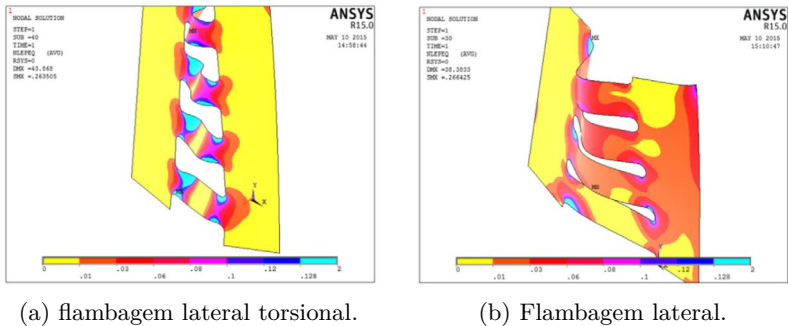 1
NODAL SOLUTION
STEP=1
SUB =40
TIME=1
NLEPEQ (AVG)
RSYS=0
DMX =43.868
SMX =.263505
ANSYS
R15.0
MAY 10 2015
14:58:44
MX
Y
X
0 .01 .03 .06 .08 .1 .12 .128 2
(a) flambagem lateral torsional.
1
NODAL SOLUTION
STEP=1
SUB =30
TIME=1
NLEPEQ (AVG)
RSYS=0
DMX =38.3833
SMX =.266425
ANSYS
R15.0
MAY 10 2015
15:10:47
MX
MN
X
0 .01 .03 .06 .08 .1 .12 .128 2
(b) Flambagem lateral.